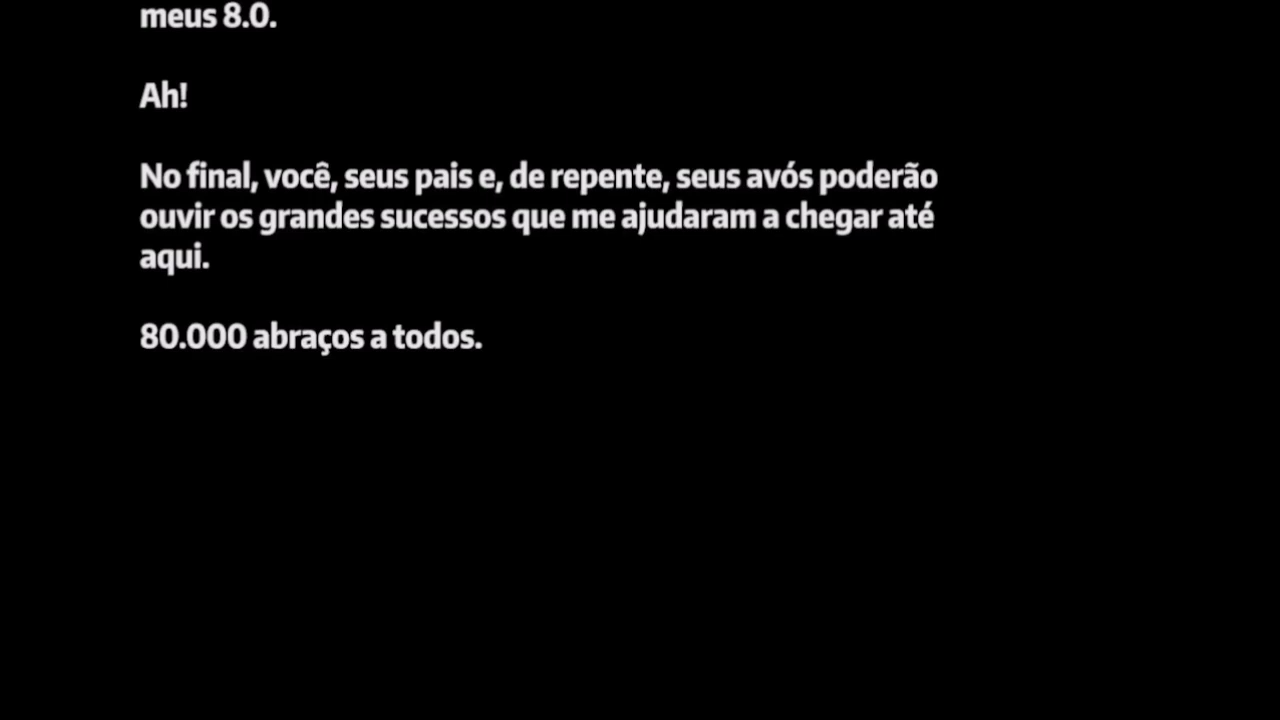 meus 8.0.
Ah!
No final, você, seus pais e, de repente, seus avós poderão
ouvir os grandes sucessos que me ajudaram a chegar até
aqui.
80.000 abraços a todos.